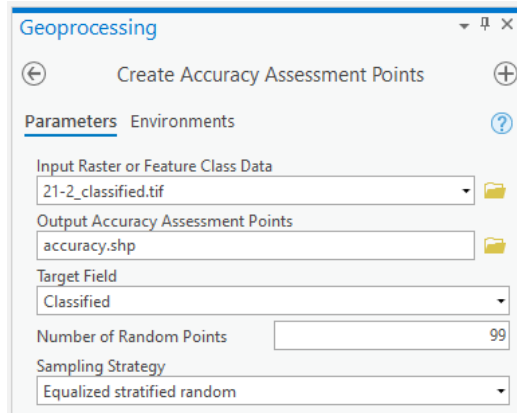 Geoprocessing
Create Accuracy Assessment Points
Parameters Environments
Input Raster or Feature Class Data
21-2_classified.tif
Output Accuracy Assessment Points
accuracy.shp
Target Field
Classified
Number of Random Points 99
Sampling Strategy
Equalized stratified random